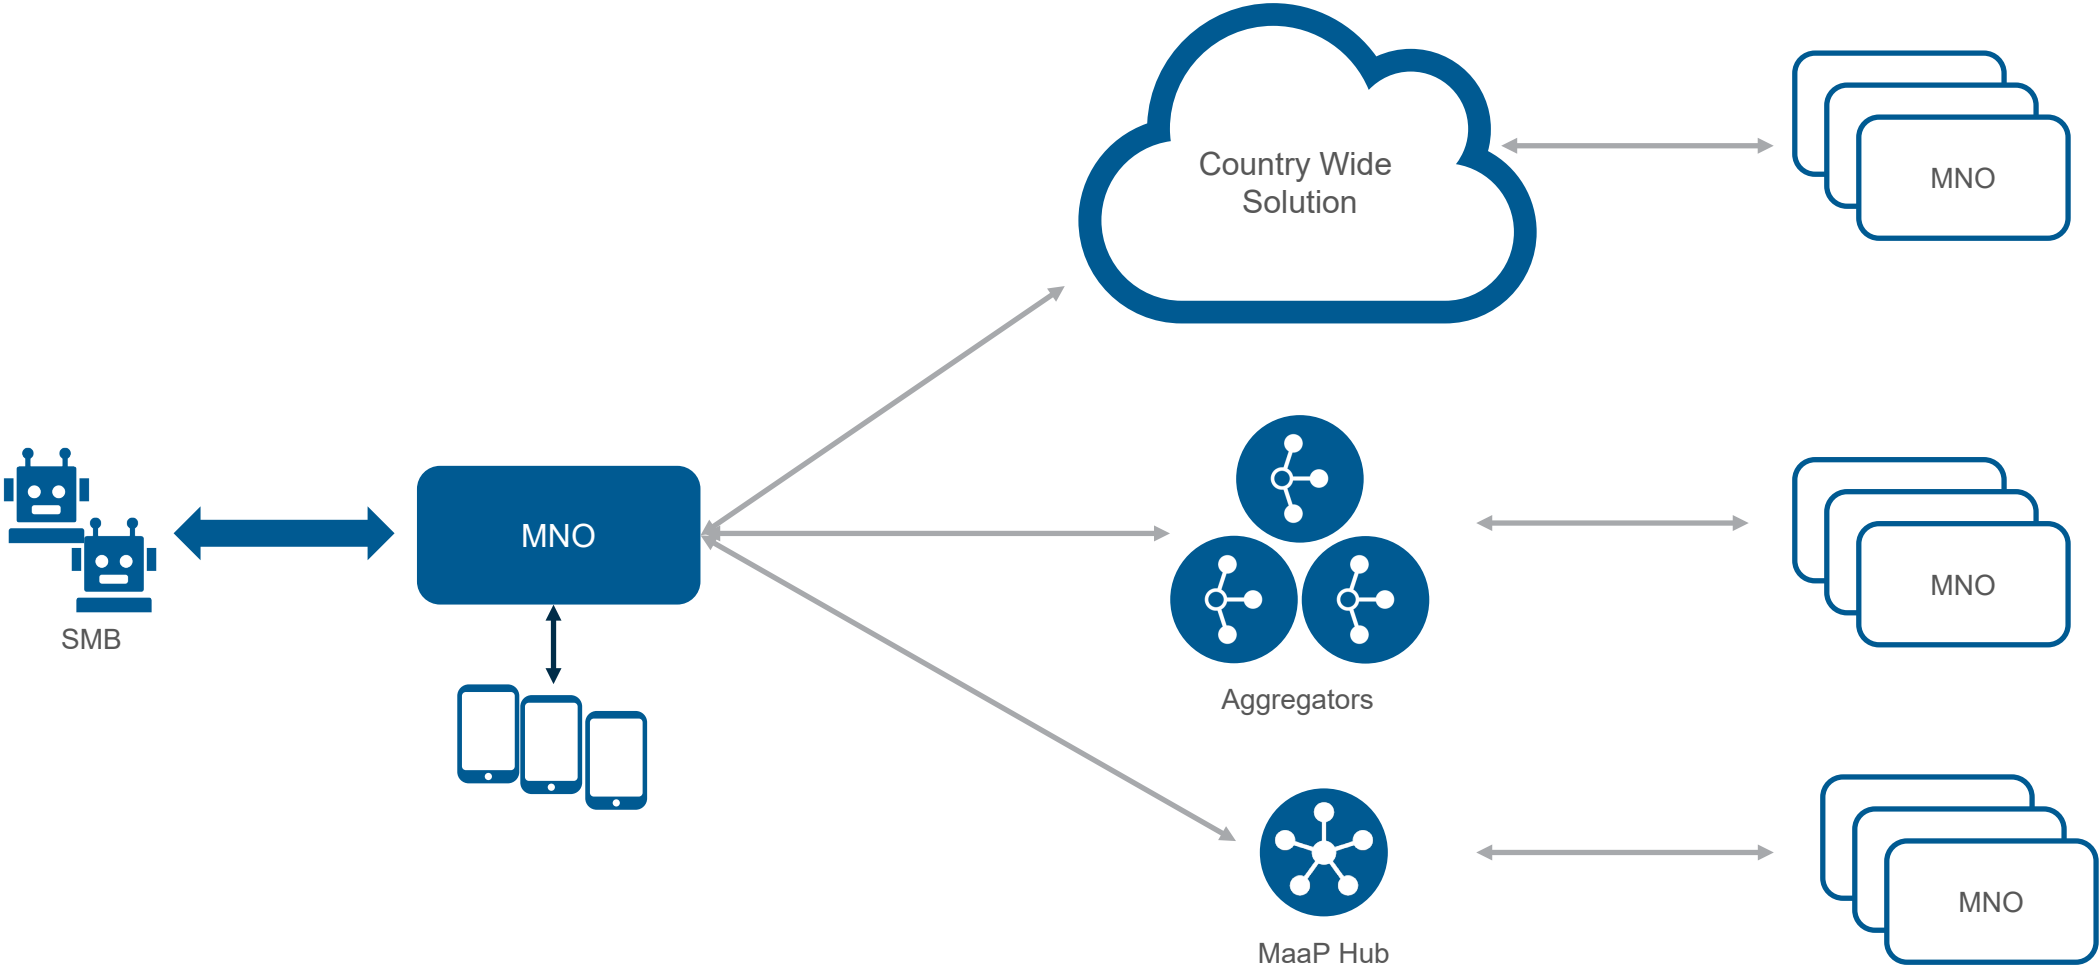 Country Wide
Solution
MNO
MNO
SMB
Aggregators
MNO
MaaP Hub
MNO